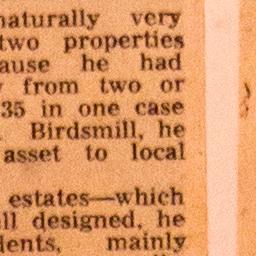 naturally very
two properties
ause he had
from two or
35 in one case
. Birdsmill, he
asset to local
estates—which
ll designed, he
dents, mainly